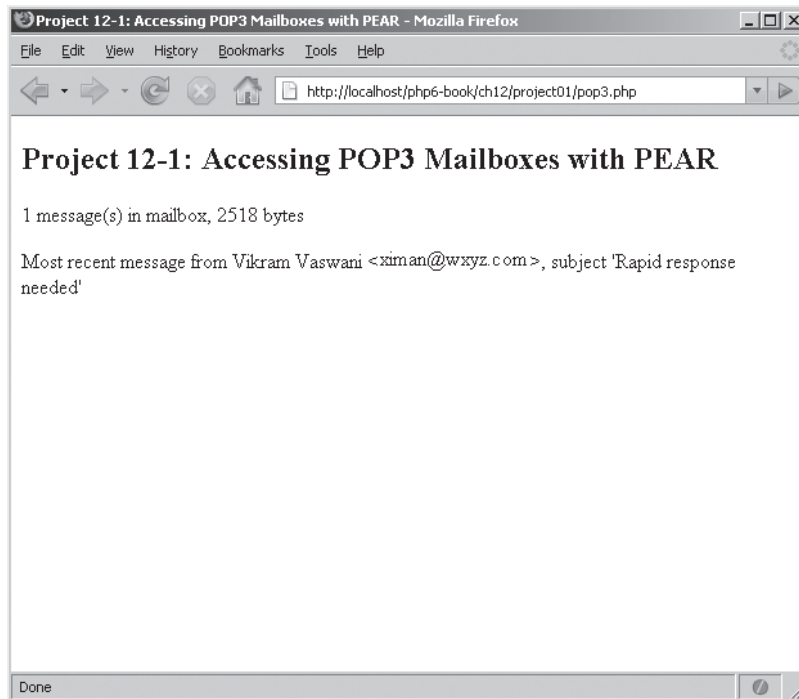 Project 12-1: Accessing POP3 Mailboxes with PEAR - Mozilla Firefox
File Edit View History Bookmarks Tools Help
http://localhost/php6-book/ch12/project01/pop3.php
Project 12-1: Accessing POP3 Mailboxes with PEAR
1 message(s) in mailbox, 2518 bytes
Most recent message from Vikram Vaswani <ximan@wxyz.com>, subject 'Rapid response
needed'
Done